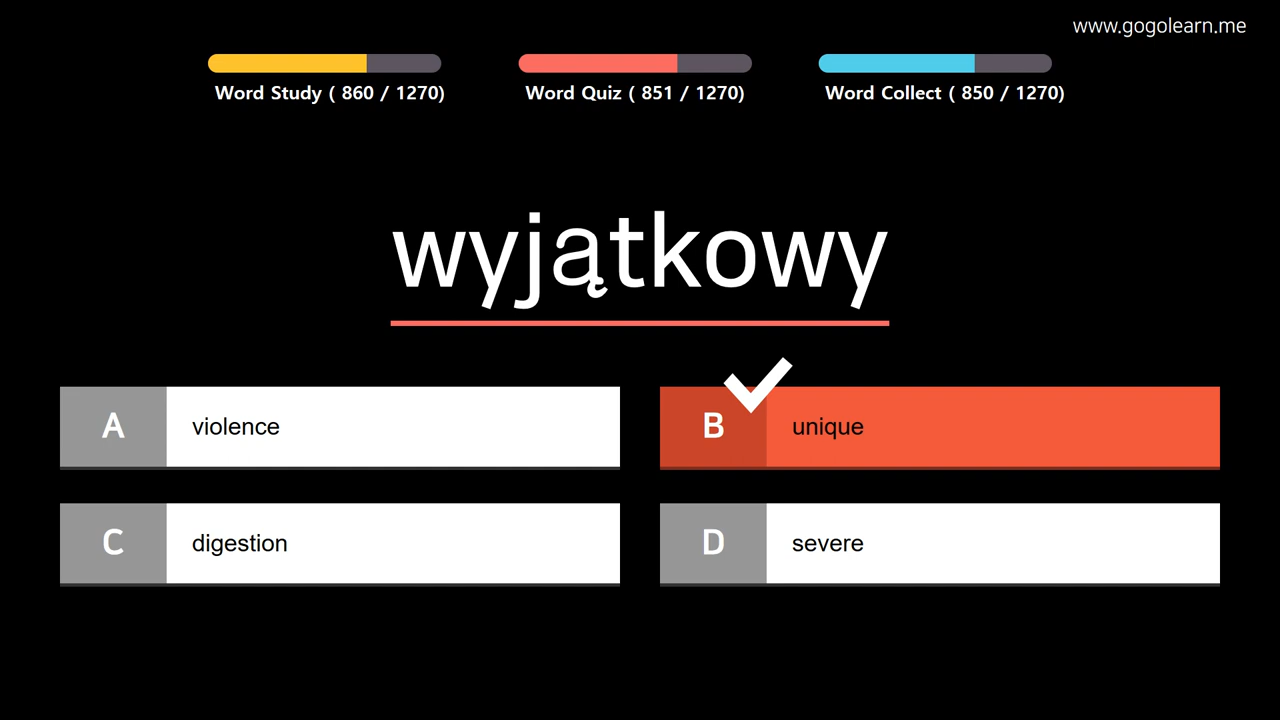 www.gogolearn.me
Word Study ( 860 / 1270)
Word Quiz ( 851 / 1270)
Word Collect ( 850 / 1270)
wyjątkowy
A violence
B unique
C digestion
D severe